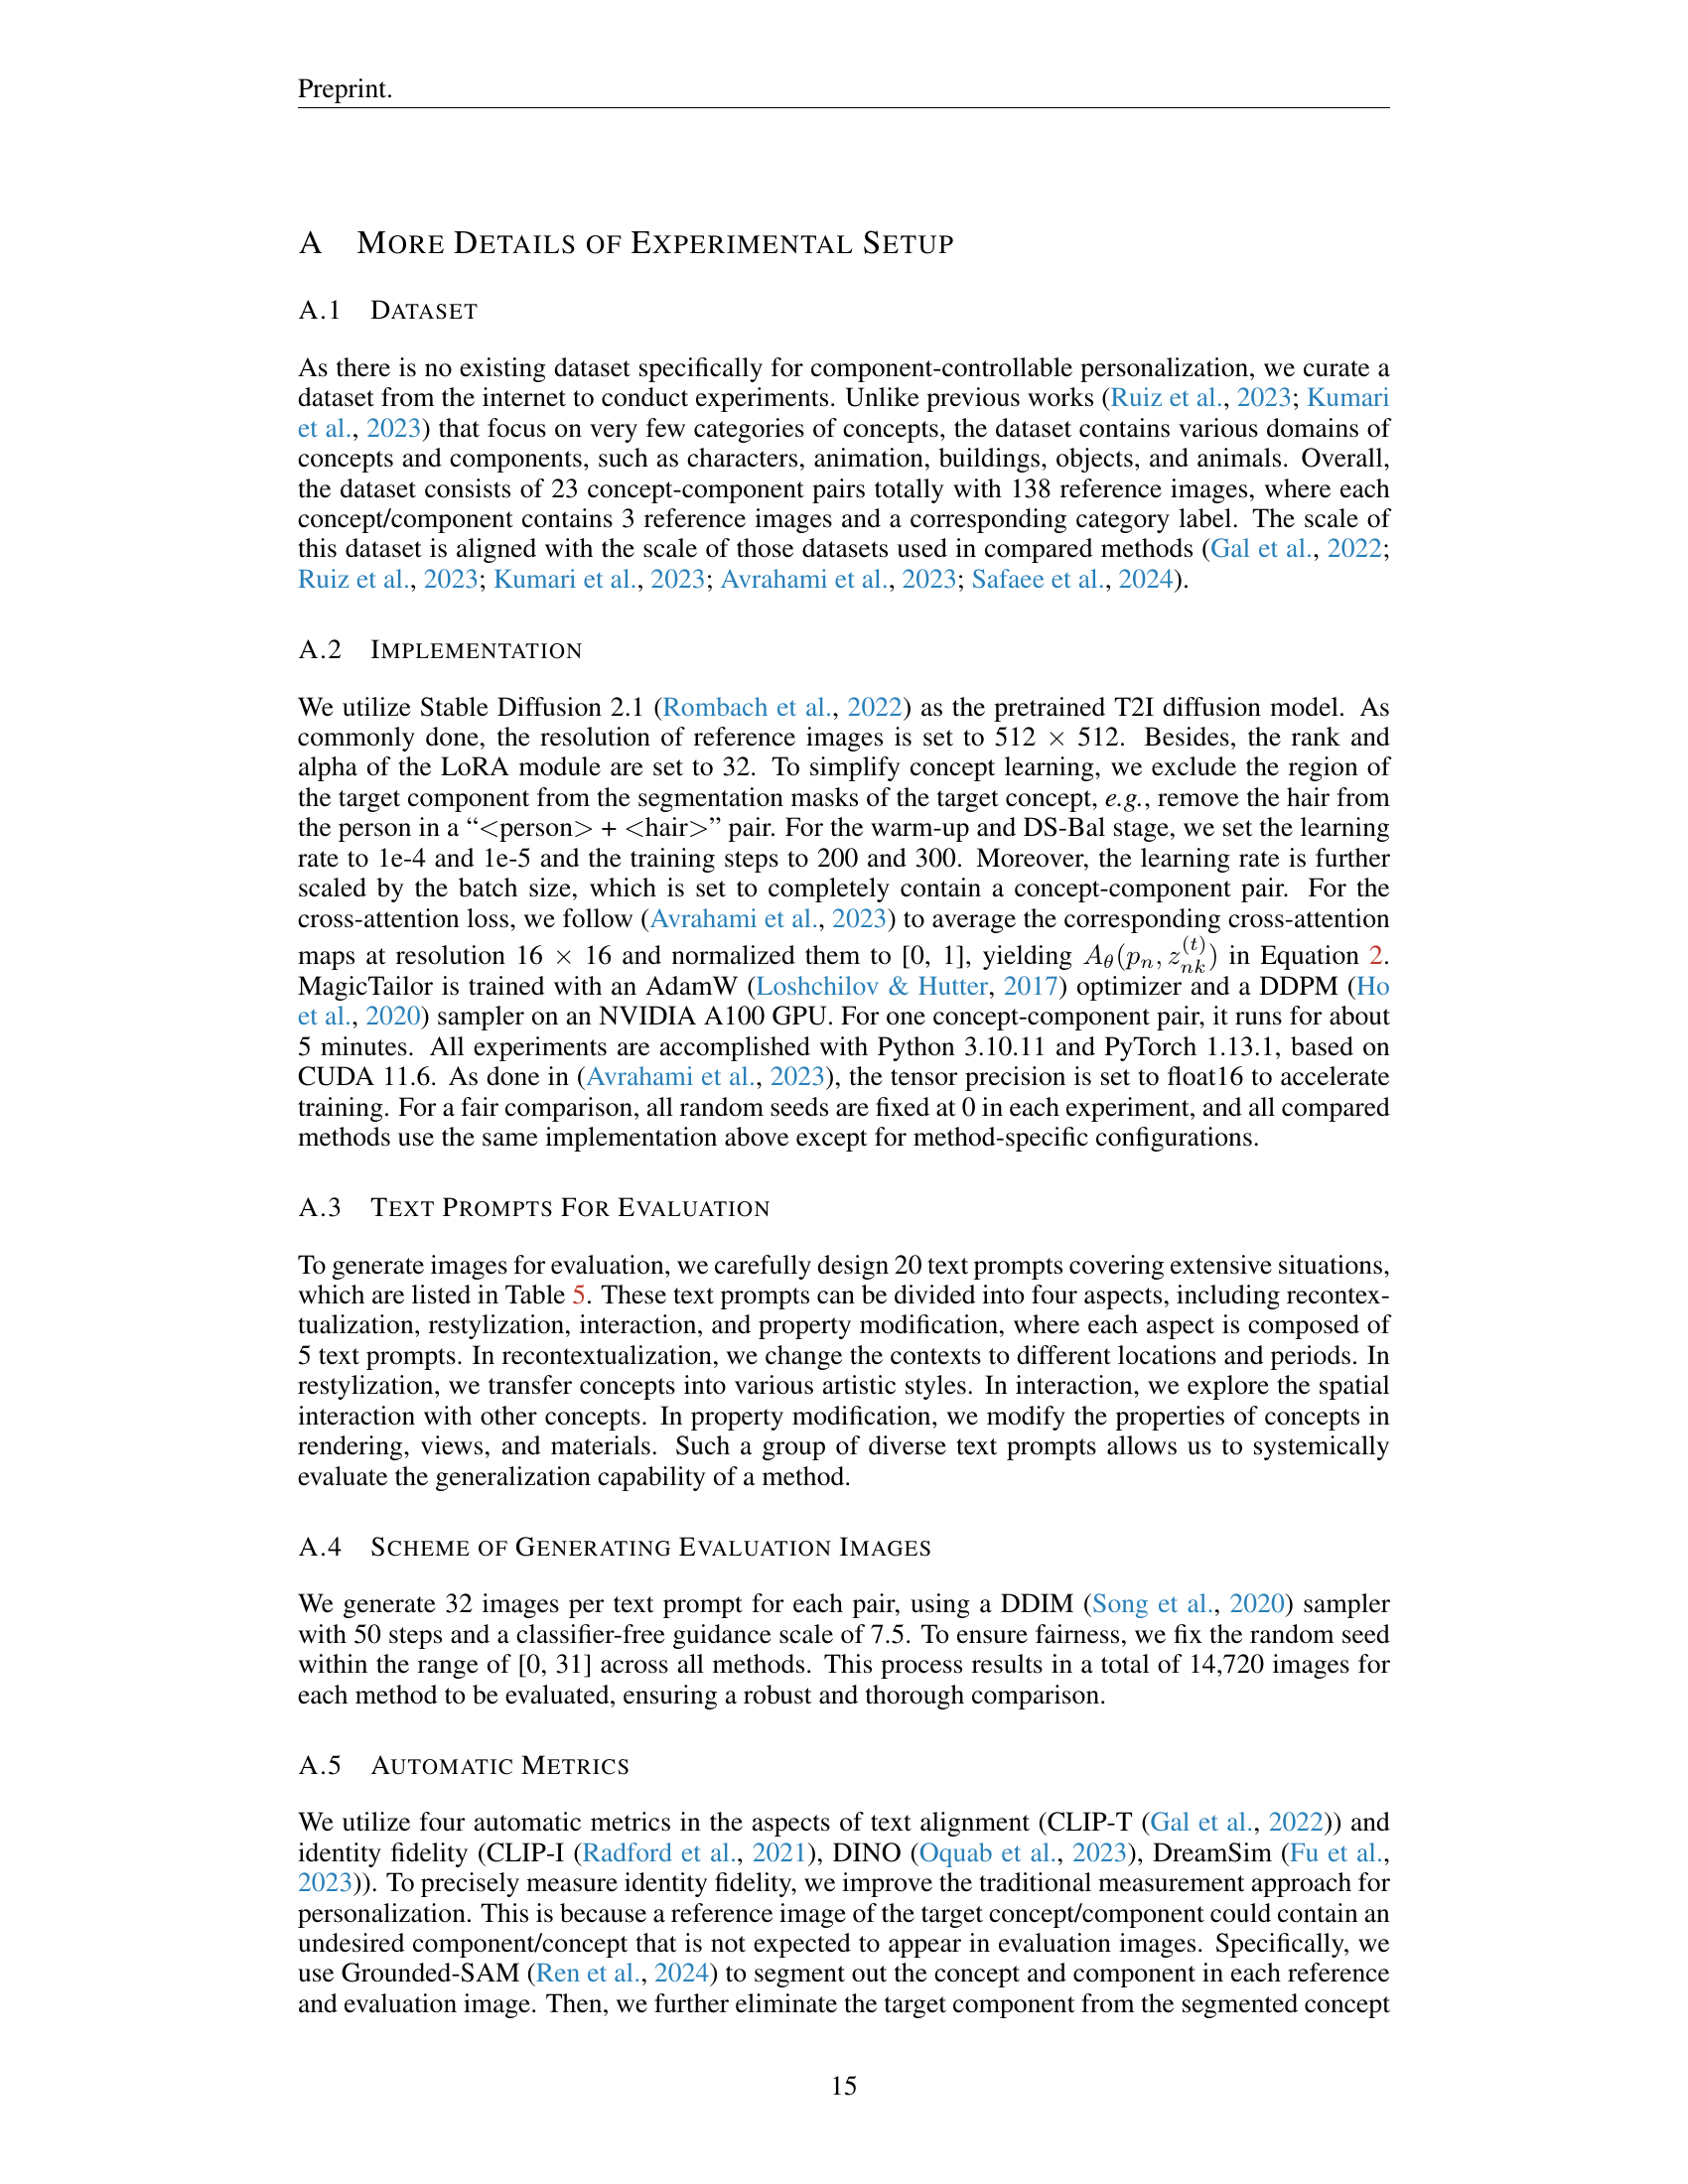 Preprint.
A MORE DETAILS OF EXPERIMENTAL SETUP
A.1 DATASET
As there is no existing dataset specifically for component-controllable personalization, we curate a
dataset from the internet to conduct experiments. Unlike previous works (Ruiz et al., 2023; Kumari
et al., 2023) that focus on very few categories of concepts, the dataset contains various domains of
concepts and components, such as characters, animation, buildings, objects, and animals. Overall,
the dataset consists of 23 concept-component pairs totally with 138 reference images, where each
concept/component contains 3 reference images and a corresponding category label. The scale of
this dataset is aligned with the scale of those datasets used in compared methods (Gal et al., 2022;
Ruiz et al., 2023; Kumari et al., 2023; Avrahami et al., 2023; Safaee et al., 2024).
A.2 IMPLEMENTATION
We utilize Stable Diffusion 2.1 (Rombach et al., 2022) as the pretrained T2I diffusion model. As
commonly done, the resolution of reference images is set to 512 × 512. Besides, the rank and
alpha of the LoRA module are set to 32. To simplify concept learning, we exclude the region of
the target component from the segmentation masks of the target concept, e.g., remove the hair from
the person in a “<person> + <hair>” pair. For the warm-up and DS-Bal stage, we set the learning
rate to 1e-4 and 1e-5 and the training steps to 200 and 300. Moreover, the learning rate is further
scaled by the batch size, which is set to completely contain a concept-component pair. For the
cross-attention loss, we follow (Avrahami et al., 2023) to average the corresponding cross-attention
maps at resolution 16 × 16 and normalized them to [0, 1], yielding $A_\theta(p_n, z_{nk}^{(t)})$ in Equation 2.
MagicTailor is trained with an AdamW (Loshchilov & Hutter, 2017) optimizer and a DDPM (Ho
et al., 2020) sampler on an NVIDIA A100 GPU. For one concept-component pair, it runs for about
5 minutes. All experiments are accomplished with Python 3.10.11 and PyTorch 1.13.1, based on
CUDA 11.6. As done in (Avrahami et al., 2023), the tensor precision is set to float16 to accelerate
training. For a fair comparison, all random seeds are fixed at 0 in each experiment, and all compared
methods use the same implementation above except for method-specific configurations.
A.3 TEXT PROMPTS FOR EVALUATION
To generate images for evaluation, we carefully design 20 text prompts covering extensive situations,
which are listed in Table 5. These text prompts can be divided into four aspects, including recontex-
tualization, restylization, interaction, and property modification, where each aspect is composed of
5 text prompts. In recontextualization, we change the contexts to different locations and periods. In
restylization, we transfer concepts into various artistic styles. In interaction, we explore the spatial
interaction with other concepts. In property modification, we modify the properties of concepts in
rendering, views, and materials. Such a group of diverse text prompts allows us to systemically
evaluate the generalization capability of a method.
A.4 SCHEME OF GENERATING EVALUATION IMAGES
We generate 32 images per text prompt for each pair, using a DDIM (Song et al., 2020) sampler
with 50 steps and a classifier-free guidance scale of 7.5. To ensure fairness, we fix the random seed
within the range of [0, 31] across all methods. This process results in a total of 14,720 images for
each method to be evaluated, ensuring a robust and thorough comparison.
A.5 AUTOMATIC METRICS
We utilize four automatic metrics in the aspects of text alignment (CLIP-T (Gal et al., 2022)) and
identity fidelity (CLIP-I (Radford et al., 2021), DINO (Oquab et al., 2023), DreamSim (Fu et al.,
2023)). To precisely measure identity fidelity, we improve the traditional measurement approach for
personalization. This is because a reference image of the target concept/component could contain an
undesired component/concept that is not expected to appear in evaluation images. Specifically, we
use Grounded-SAM (Ren et al., 2024) to segment out the concept and component in each reference
and evaluation image. Then, we further eliminate the target component from the segmented concept
15